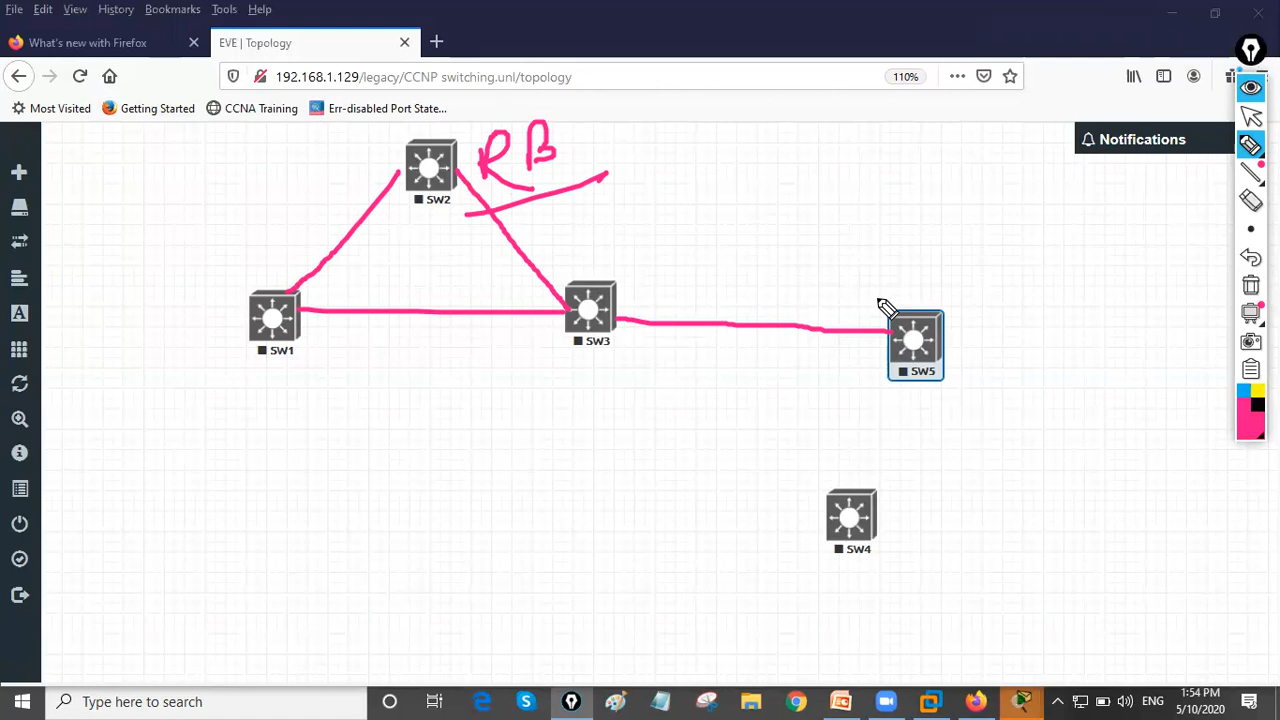 File Edit View History Bookmarks Tools Help
What's new with Firefox
EVE | Topology
192.168.1.129/legacy/CCNP switching.unl/topology
110%
Most Visited Getting Started CCNA Training Err-disabled Port State...
Notifications
RB
SW2
SW1
SW3
SW5
SW4
A
Type here to search
ENG
1:54 PM
5/10/2020